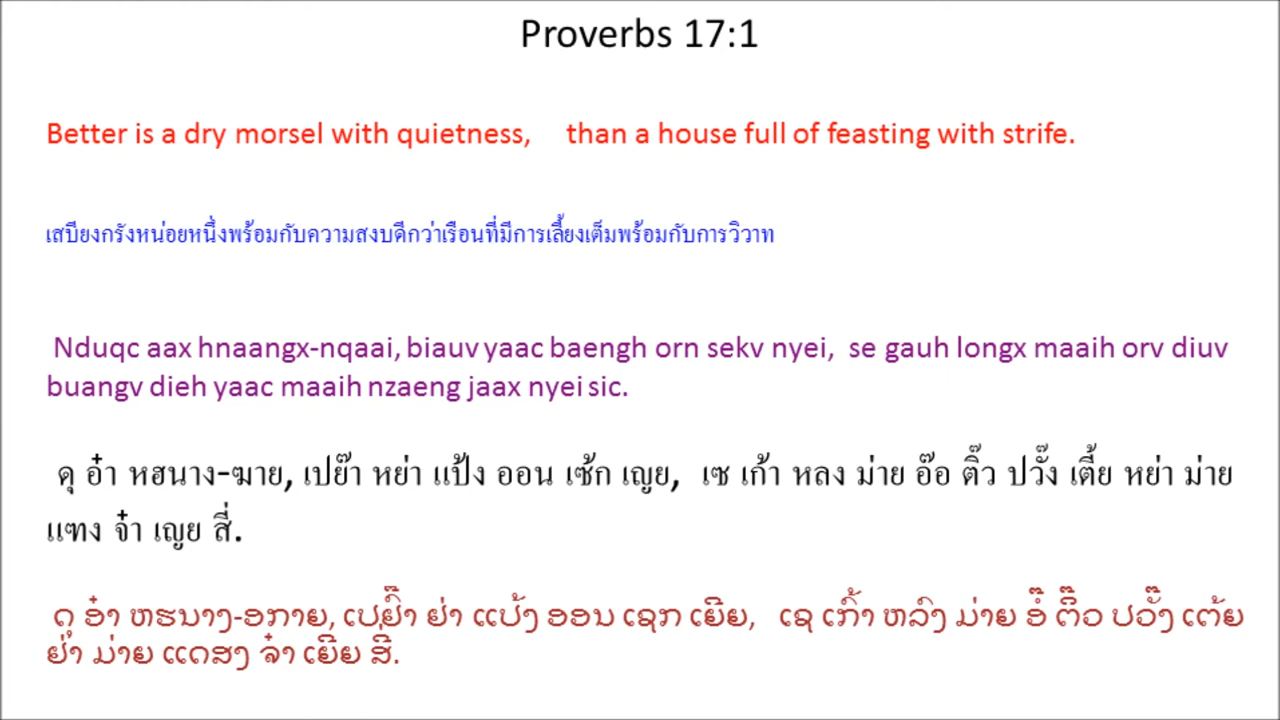 Proverbs 17:1
Better is a dry morsel with quietness, than a house full of feasting with strife.
เสบียงกรังหน่อยหนึ่งพร้อมกับความสงบดีกว่าเรือนที่มีการเลี้ยงเต็มพร้อมกับการวิวาท
Nduqc aax hnaangx-nqaai, biauv yaac baengh orn sekv nyei, se gauh longx maaih orv diuv
buangv dieh yaac maaih nzaeng jaax nyei sic.
ดุ อ๋า หฮนาง-ฆาย, เปย๊า หย่า แป้ง ออน เซ้ก เญย, เซ เก้า หลง ม่าย อ๊อ ติ๊ว ปวั๊ง เตี้ย หย่า ม่าย
แฑง จ๋า เญย สี่.
ດຸ ອ໋າ ຫຮນາງ-ອກາຍ, ເປຢົ໊າ ຢ່າ ແປ້ງ ອອນ ເຊກ ເຍີຍ, ເຊ ເກົ້າ ຫລົງ ມ່າຍ ອໍ໊ ຕິ໊ວ ປວັ໊ງ ເຕ້ຍ
ຢ່າ ມ່າຍ ແດສງ ຈ໋າ ເຍີຍ ສີ່.